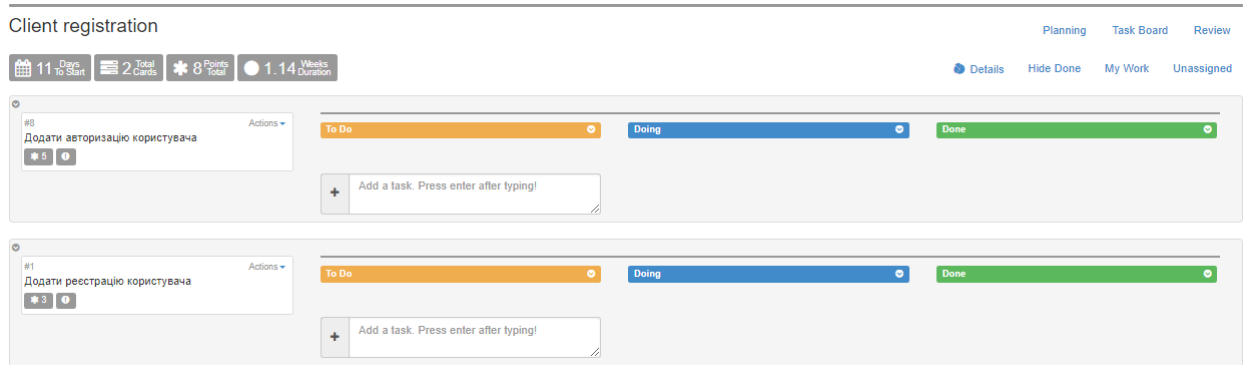 Client registration
Planning Task Board Review
11 Days To Start 2 Total Cards 8 Points Total 1.14 Weeks Duration
Details Hide Done My Work Unassigned
#8 Actions
Додати авторизацію користувача
5
To Do Doing Done
Add a task. Press enter after typing!
#1 Actions
Додати реєстрацію користувача
3
To Do Doing Done
Add a task. Press enter after typing!